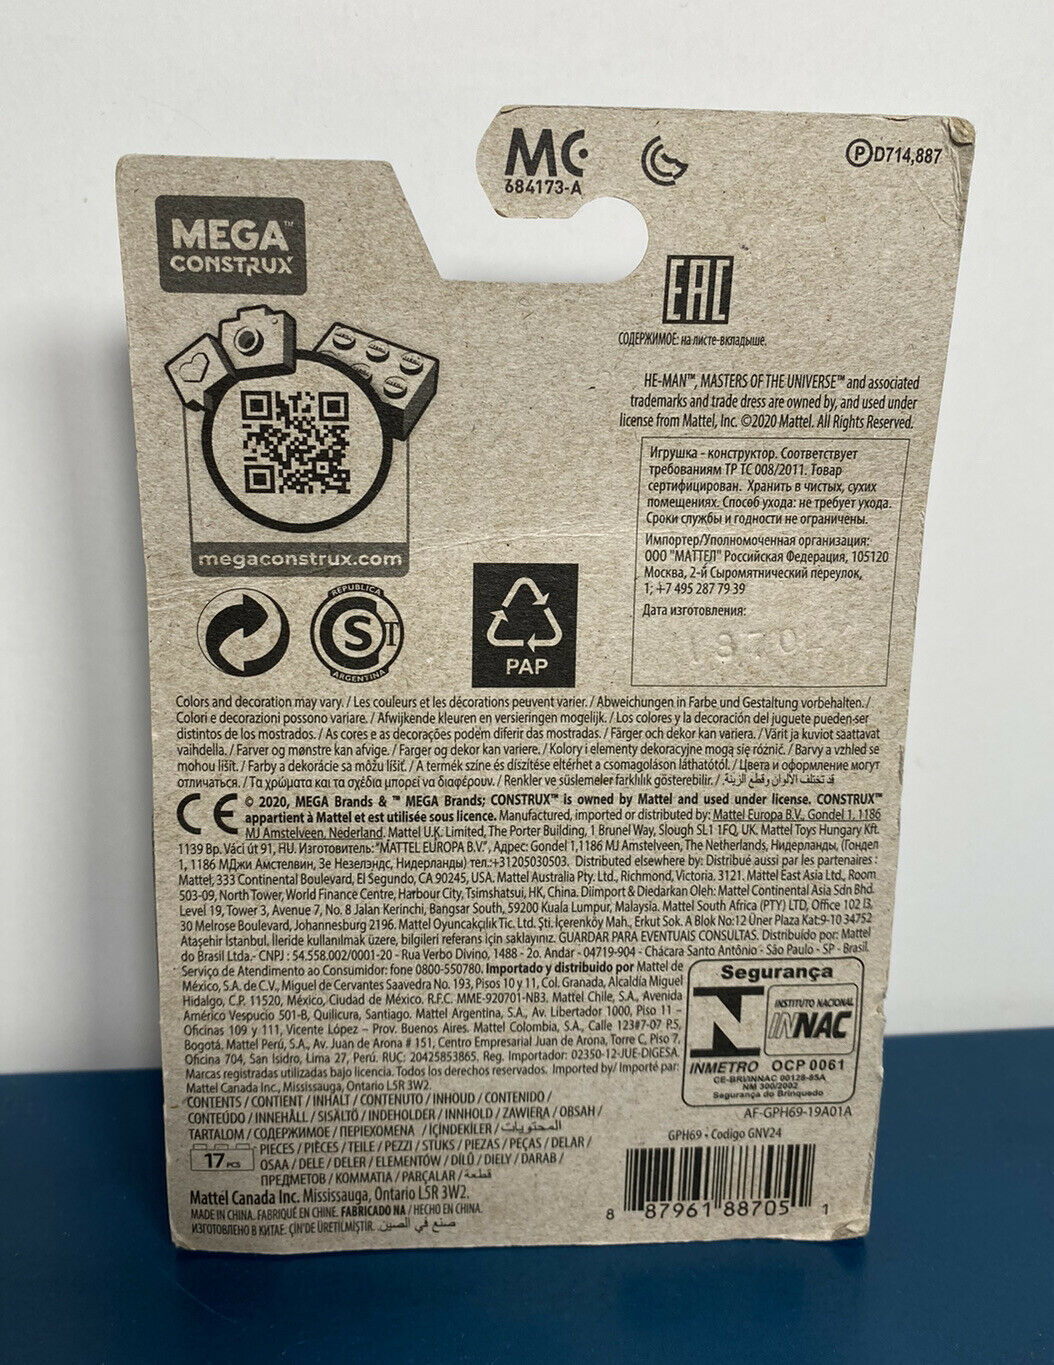 MC
684173-A
P D714,887
MEGA™
CONSTRUX™
EAC
СОДЕРЖИМОЕ: на листе-вкладыше.
HE-MAN™, MASTERS OF THE UNIVERSE™ and associated
trademarks and trade dress are owned by, and used under
license from Mattel, Inc. ©2020 Mattel. All Rights Reserved.
Игрушка - конструктор. Соответствует
требованиям ТР ТС 008/2011. Товар
сертифицирован. Хранить в чистых, сухих
помещениях. Способ ухода: не требует ухода.
Сроки службы и годности не ограничены.
Импортер/Уполномоченная организация:
ООО "МАТТЕЛ" Российская Федерация, 105120
Москва, 2-й Сыромятнический переулок,
1; +7 495 287 79 39
Дата изготовления:
megaconstrux.com
REPUBLICA
S T
ARGENTINA
PAP
Colors and decoration may vary. / Les couleurs et les décorations peuvent varier. / Abweichungen in Farbe und Gestaltung vorbehalten. /
Colori e decorazioni possono variare. / Afwijkende kleuren en versieringen mogelijk. / Los colores y la decoración del juguete pueden ser
distintos de los mostrados. / As cores e as decorações podem diferir das mostradas. / Färger och dekor kan variera. / Värit ja kuviot saattavat
vaihdella. / Farver og mønstre kan afvige. / Farger og dekor kan variere. / Kolory i elementy dekoracyjne mogą się różnić. / Barvy a vzhled se
mohou lišit. / Farby a dekorácie sa môžu líšiť. / A termék színe és díszítése eltérhet a csomagoláson láthatótól. / Цвета и оформление могут
отличаться. / Τα χρώματα και τα σχέδια μπορεί να διαφέρουν. / Renkler ve süslemeler farklılık gösterebilir. / قد تختلف الألوان وقطع الزينة.
CE © 2020, MEGA Brands & ™ MEGA Brands; CONSTRUX™ is owned by Mattel and used under license. CONSTRUX™
appartient à Mattel et est utilisée sous licence. Manufactured, imported or distributed by: Mattel Europa B.V., Gondel 1, 1186
MJ Amstelveen, Nederland. Mattel U.K. Limited, The Porter Building, 1 Brunel Way, Slough SL1 1FQ, UK. Mattel Toys Hungary Kft.
1139 Bp. Váci út 91, HU. Изготовитель: "MATTEL EUROPA B.V.", Адрес: Gondel 1,1186 MJ Amstelveen, The Netherlands, Нидерланды, (Гондел
1, 1186 МДжи Амстелвин, Зе Незелэндс, Нидерланды) тел.:+31205030503. Distributed elsewhere by: Distribué aussi par les partenaires :
Mattel, 333 Continental Boulevard, El Segundo, CA 90245, USA. Mattel Australia Pty. Ltd., Richmond, Victoria. 3121. Mattel East Asia Ltd., Room
503-09, North Tower, World Finance Centre, Harbour City, Tsimshatsui, HK, China. Diimport & Diedarkan Oleh: Mattel Continental Asia Sdn Bhd.
Level 19, Tower 3, Avenue 7, No. 8 Jalan Kerinchi, Bangsar South, 59200 Kuala Lumpur, Malaysia. Mattel South Africa (PTY) LTD, Office 102 I3,
30 Melrose Boulevard, Johannesburg 2196. Mattel Oyuncakçılık Tic. Ltd. Şti. İçerenköy Mah., Erkut Sok. A Blok No:12 Üner Plaza Kat:9-10 34752
Ataşehir İstanbul, İleride kullanılmak üzere, bilgileri referans için saklayınız. GUARDAR PARA EVENTUAIS CONSULTAS. Distribuído por: Mattel
do Brasil Ltda.- CNPJ : 54.558.002/0001-20 - Rua Verbo Divino, 1488 - 2o. Andar - 04719-904 - Chácara Santo Antônio - São Paulo - SP - Brasil.
Serviço de Atendimento ao Consumidor: fone 0800-550780. Importado y distribuido por Mattel de
México, S.A. de C.V., Miguel de Cervantes Saavedra No. 193, Pisos 10 y 11, Col. Granada, Alcaldía Miguel
Hidalgo, C.P. 11520, México, Ciudad de México. R.F.C. MME-920701-NB3. Mattel Chile, S.A., Avenida
Américo Vespucio 501-B, Quilicura, Santiago. Mattel Argentina, S.A., Av. Libertador 1000, Piso 11 –
Oficinas 109 y 111, Vicente López – Prov. Buenos Aires. Mattel Colombia, S.A., Calle 123#7-07 P.5,
Bogotá. Mattel Perú, S.A., Av. Juan de Arona # 151, Centro Empresarial Juan de Arona, Torre C, Piso 7,
Oficina 704, San Isidro, Lima 27, Perú. RUC: 20425853865. Reg. Importador: 02350-12-JUE-DIGESA.
Marcas registradas utilizadas bajo licencia. Todos los derechos reservados. Imported by/ Importé par:
Mattel Canada Inc., Mississauga, Ontario L5R 3W2.
Segurança
INSTITUTO NACIONAL
INNAC
INMETRO OCP 0061
CE-BRI/INNAC 00128-85A
NM 300/2002
Segurança do Brinquedo
CONTENTS / CONTIENT / INHALT / CONTENUTO / INHOUD / CONTENIDO /
CONTEÚDO / INNEHÅLL / SISÄLTÖ / INDEHOLDER / INNHOLD / ZAWIERA / OBSAH /
TARTALOM / СОДЕРЖИМОЕ / ΠΕΡΙΕΧΟΜΕΝΑ / İÇİNDEKİLER / المحتويات
17PCS PIECES / PIÈCES / TEILE / PEZZI / STUKS / PIEZAS / PEÇAS / DELAR /
OSAA / DELE / DELER / ELEMENTÓW / DÍLŮ / DIELY / DARAB /
ПРЕДМЕТОВ / ΚΟΜΜΑΤΙΑ / PARÇALAR / قطعة
Mattel Canada Inc. Mississauga, Ontario L5R 3W2.
MADE IN CHINA. FABRIQUÉ EN CHINE. FABRICADO NA / HECHO EN CHINA.
ИЗГОТОВЛЕНО В КИТАЕ. ÇİN'DE ÜRETİLMİŞTİR. صنع في الصين.
AF-GPH69-19A01A
GPH69 • Codigo GNV24
8 87961 88705 1